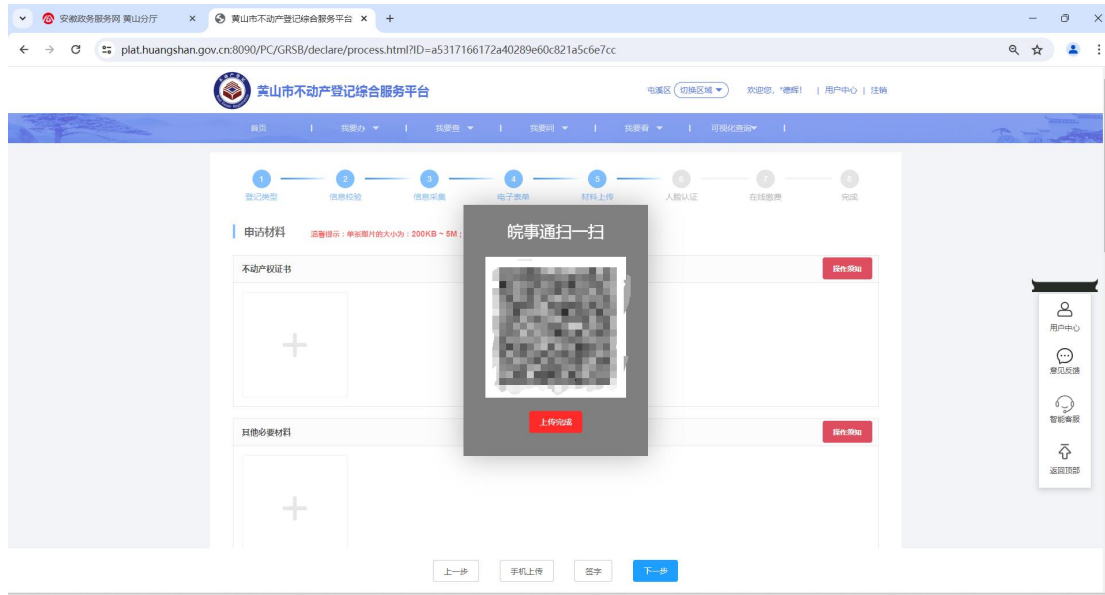 安徽政务服务网 黄山分厅
黄山市不动产登记综合服务平台
plat.huangshan.gov.cn:8090/PC/GRSB/declare/process.html?ID=a5317166172a40289e60c821a5c6e7cc
黄山市不动产登记综合服务平台
屯溪区 切换区域 欢迎您, *德辉! | 用户中心 | 注销
首页 | 我要办 | 我要查 | 我要问 | 我要看 | 可视化查询 |
1 2 3 4 5 6 7 8
登记类型 信息校验 信息采集 电子表单 材料上传 人脸认证 在线缴费 完成
申请材料 温馨提示:单张图片的大小为:200KB ~ 5M;
皖事通扫一扫
不动产权证书 操作须知
上传完成
其他必要材料 操作须知
用户中心
意见反馈
智能客服
返回顶部
上一步 手机上传 签字 下一步